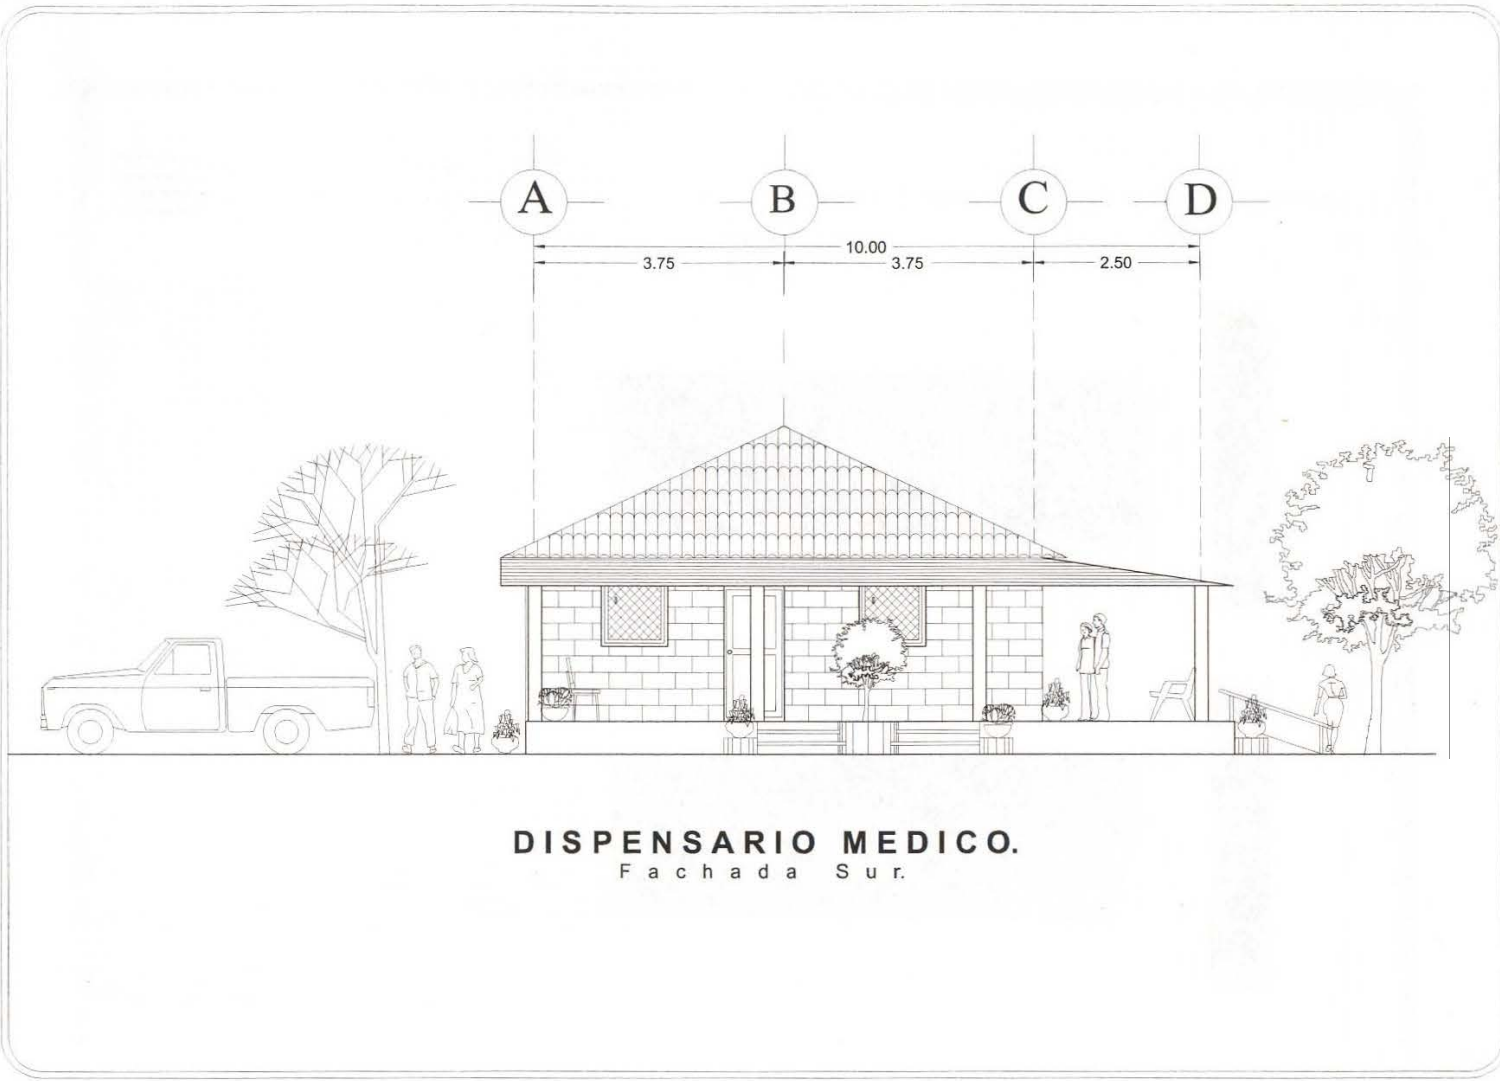 A B C D
10.00
3.75 3.75 2.50
DISPENSARIO MEDICO.
Fachada Sur.